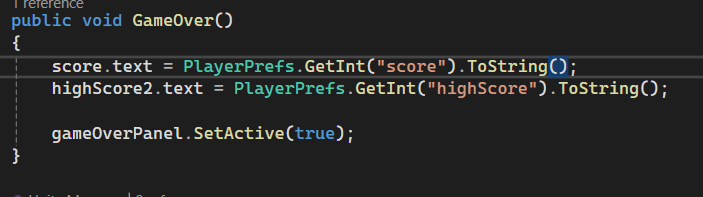 1 reference
public void GameOver()
{
score.text = PlayerPrefs.GetInt("score").ToString();
highScore2.text = PlayerPrefs.GetInt("highScore").ToString();
gameOverPanel.SetActive(true);
}